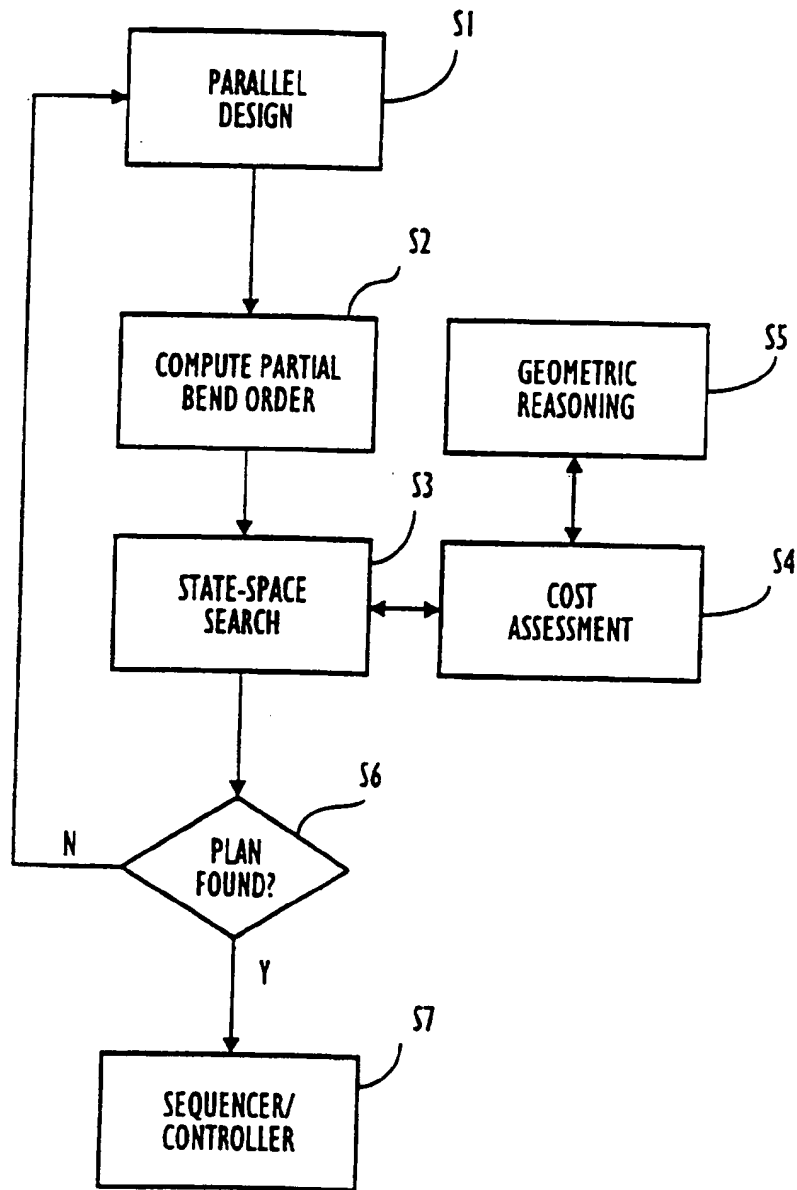 S1
PARALLEL
DESIGN
S2
COMPUTE PARTIAL
BEND ORDER
S5
GEOMETRIC
REASONING
S3
STATE-SPACE
SEARCH
S4
COST
ASSESSMENT
S6
PLAN
FOUND?
N
Y
S7
SEQUENCER/
CONTROLLER